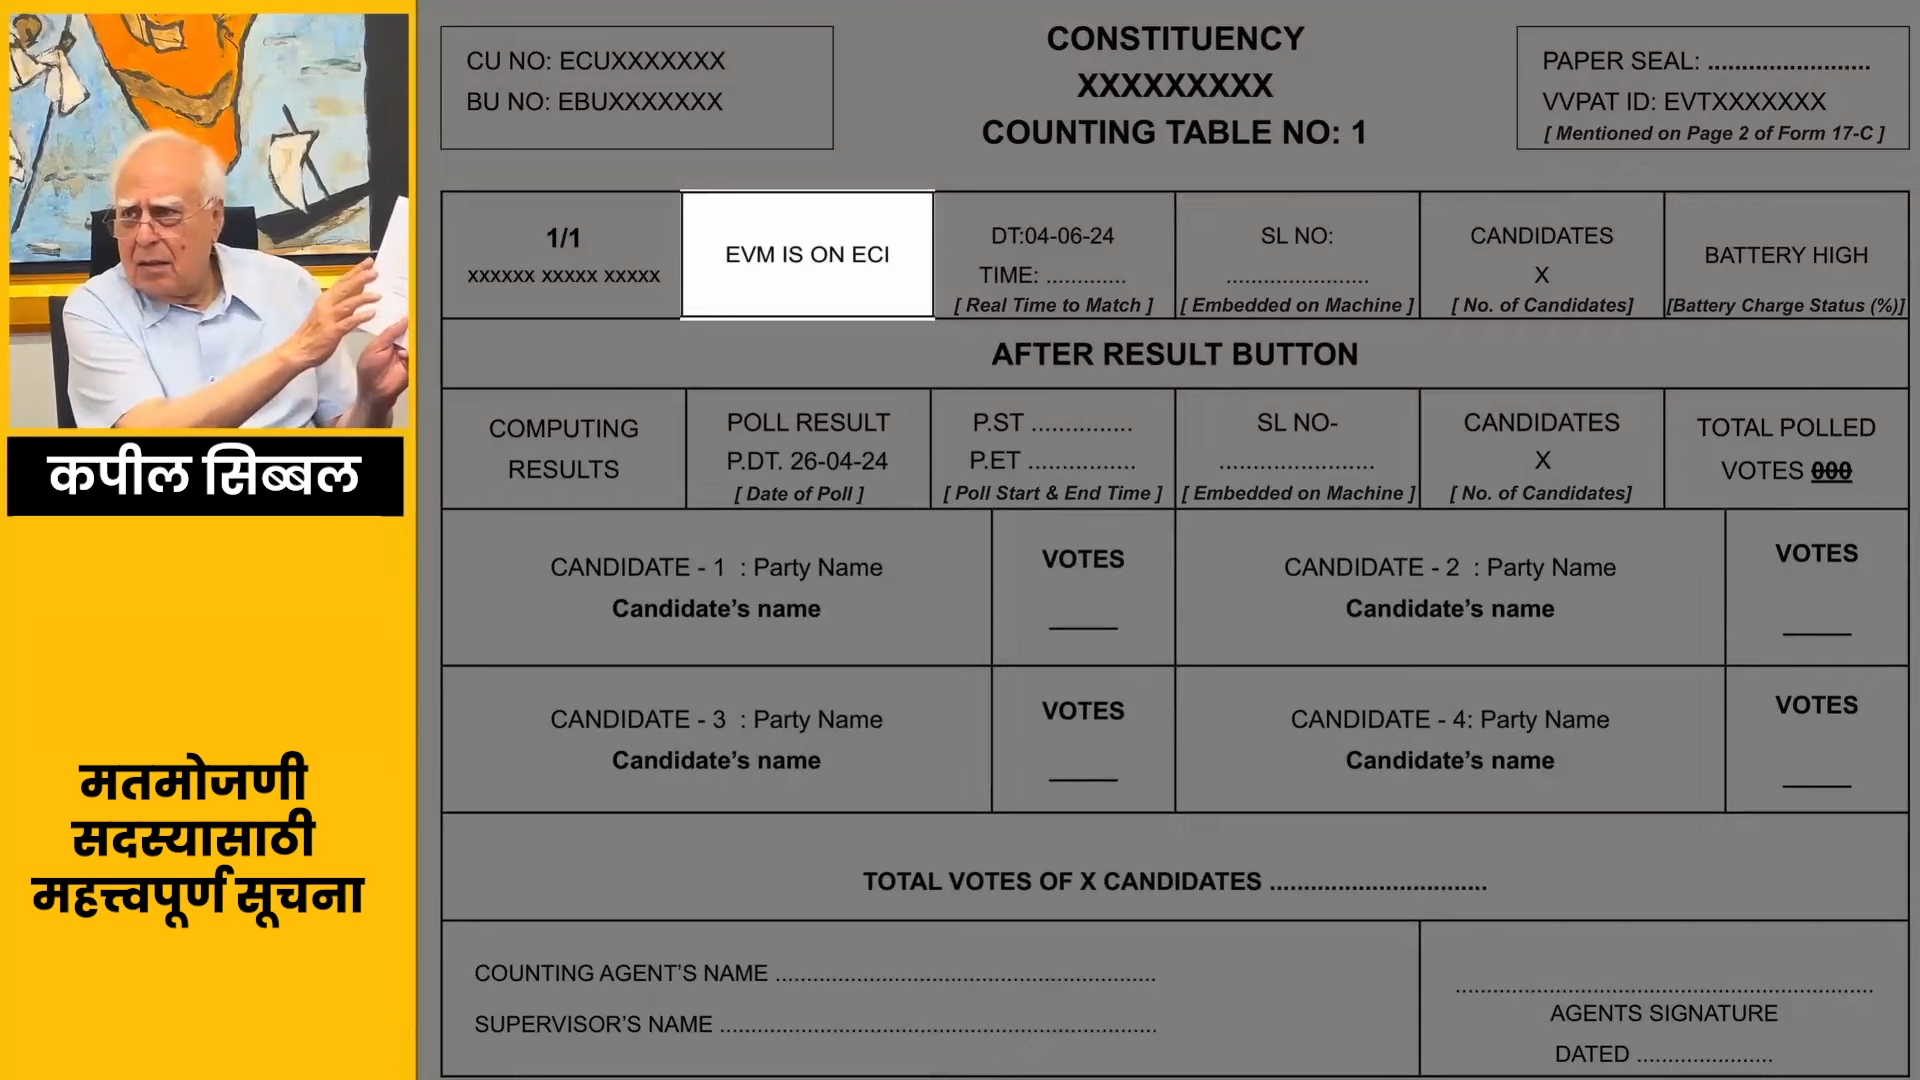 कपील सिब्बल
मतमोजणी
सदस्यासाठी
महत्त्वपूर्ण सूचना
CU NO: ECUXXXXXXX
BU NO: EBUXXXXXXX
CONSTITUENCY
XXXXXXXXX
COUNTING TABLE NO: 1
PAPER SEAL: ........................
VVPAT ID: EVTXXXXXXX
[ Mentioned on Page 2 of Form 17-C ]
1/1
xxxxxx xxxxx xxxxx
EVM IS ON ECI
DT:04-06-24
TIME: .............
[ Real Time to Match ]
SL NO:
.......................
[ Embedded on Machine ]
CANDIDATES
X
[ No. of Candidates]
BATTERY HIGH
[Battery Charge Status (%)]
AFTER RESULT BUTTON
COMPUTING
RESULTS
POLL RESULT
P.DT. 26-04-24
[ Date of Poll ]
P.ST ...............
P.ET ................
[ Poll Start & End Time ]
SL NO-
.........................
[ Embedded on Machine ]
CANDIDATES
X
[ No. of Candidates]
TOTAL POLLED
VOTES 000
CANDIDATE - 1 : Party Name
Candidate’s name
VOTES
_____
CANDIDATE - 2 : Party Name
Candidate’s name
VOTES
_____
CANDIDATE - 3 : Party Name
Candidate’s name
VOTES
_____
CANDIDATE - 4: Party Name
Candidate’s name
VOTES
_____
TOTAL VOTES OF X CANDIDATES .................................
COUNTING AGENT’S NAME .............................................................
SUPERVISOR’S NAME ......................................................................
...................................................................
AGENTS SIGNATURE
DATED ......................